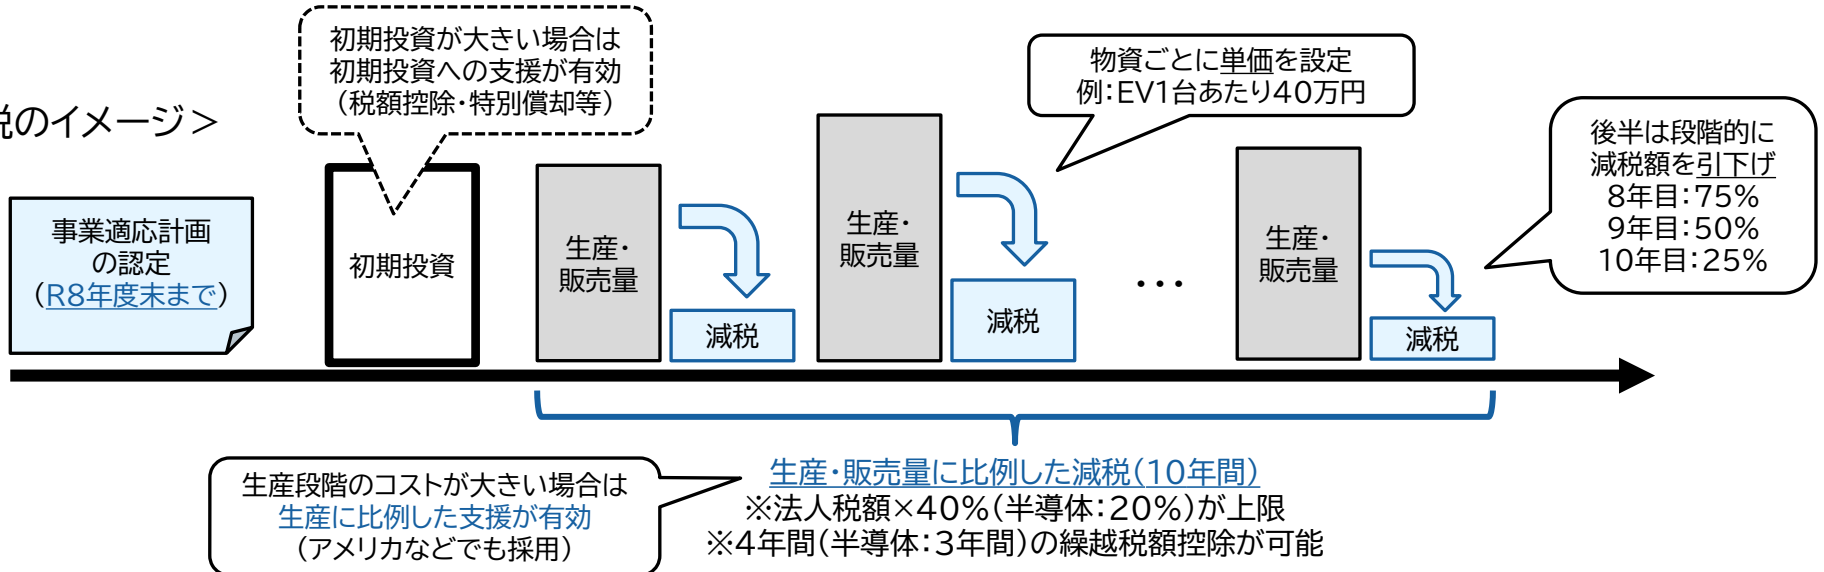 税のイメージ>
初期投資が大きい場合は
初期投資への支援が有効
(税額控除・特別償却等)
物資ごとに単価を設定
例:EV1台あたり40万円
後半は段階的に
減税額を引下げ
8年目:75%
9年目:50%
10年目:25%
事業適応計画
の認定
(R8年度末まで)
初期投資
生産・
販売量
減税
生産・
販売量
減税
…
生産・
販売量
減税
生産段階のコストが大きい場合は
生産に比例した支援が有効
(アメリカなどでも採用)
生産・販売量に比例した減税(10年間)
※法人税額×40%(半導体:20%)が上限
※4年間(半導体:3年間)の繰越税額控除が可能